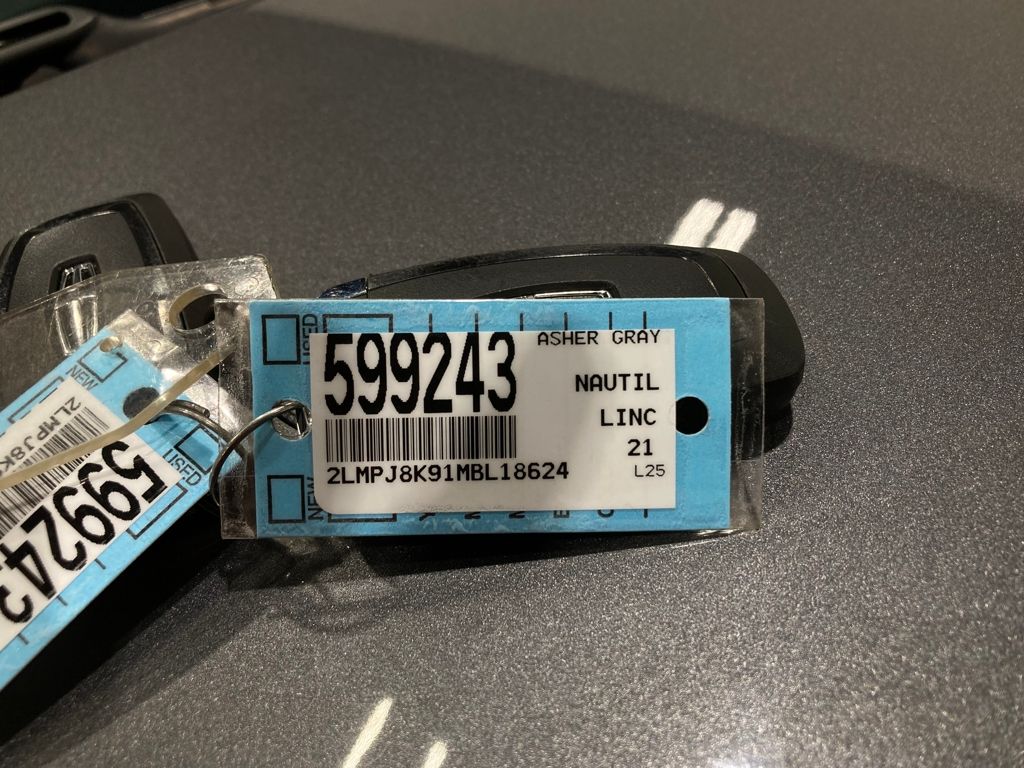 USED
599243
ASHER GRAY
NAUTIL
LINC
21
L25
2LMPJ8K91MBL18624
NEW
NEW
2LMPJ8K
USED
599243